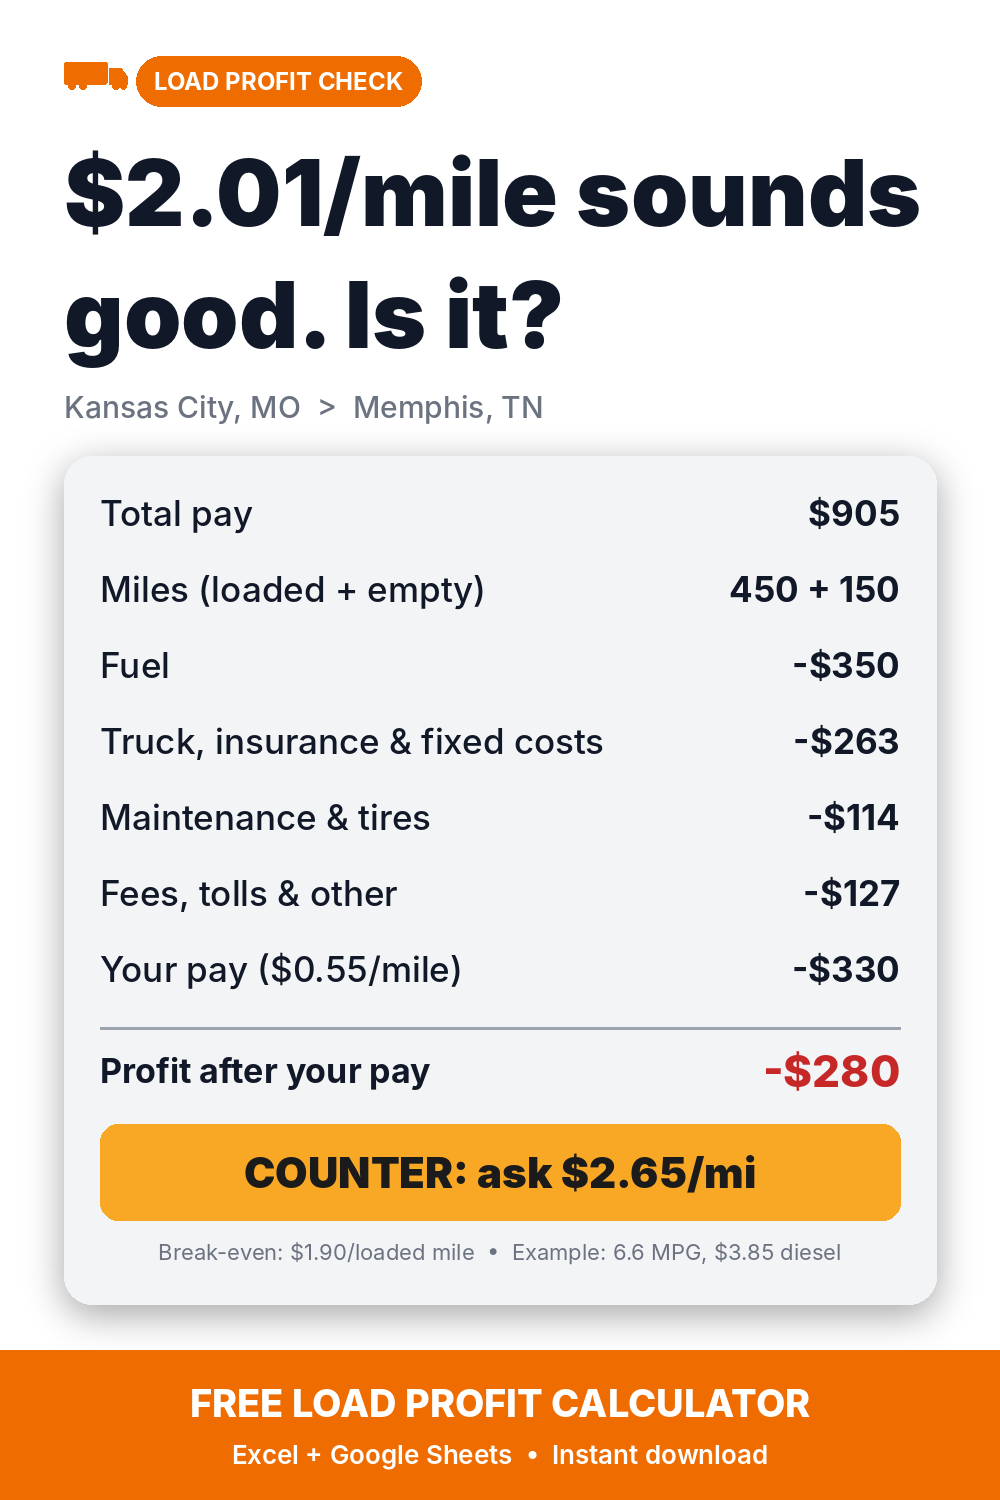 LOAD PROFIT CHECK
$2.01/mile sounds
good. Is it?
Kansas City, MO > Memphis, TN
Total pay $905
Miles (loaded + empty) 450 + 150
Fuel -$350
Truck, insurance & fixed costs -$263
Maintenance & tires -$114
Fees, tolls & other -$127
Your pay ($0.55/mile) -$330
Profit after your pay -$280
COUNTER: ask $2.65/mi
Break-even: $1.90/loaded mile • Example: 6.6 MPG, $3.85 diesel
FREE LOAD PROFIT CALCULATOR
Excel + Google Sheets • Instant download